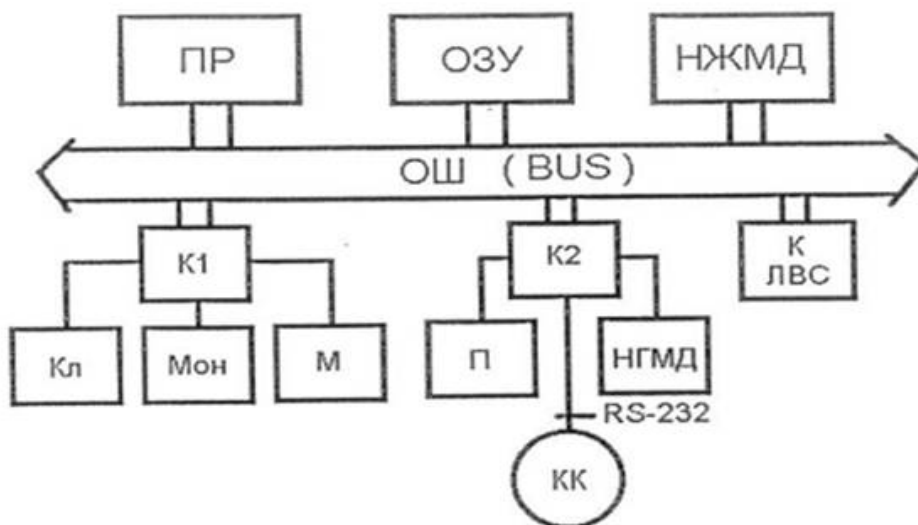 ПР
ОЗУ
НЖМД
ОШ ( BUS )
К1
К2
К
ЛВС
Кл
Мон
М
П
НГМД
RS-232
КК